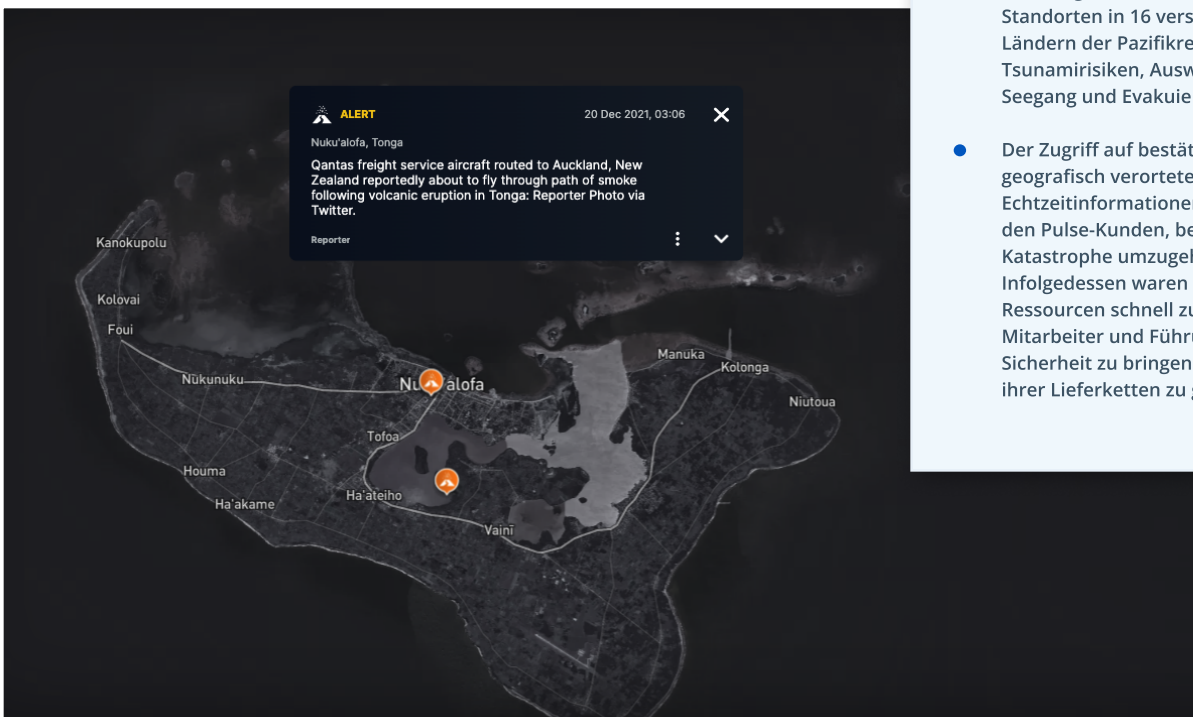 Standorten in 16 vers
Ländern der Pazifikre
Tsunamirisiken, Ausw
Seegang und Evakuie
Der Zugriff auf bestät
geografisch verortete
Echtzeitinformationen
den Pulse-Kunden, be
Katastrophe umzugeh
Infolgedessen waren
Ressourcen schnell zu
Mitarbeiter und Führu
Sicherheit zu bringen
ihrer Lieferketten zu g
ALERT
20 Dec 2021, 03:06
Nuku'alofa, Tonga
Qantas freight service aircraft routed to Auckland, New
Zealand reportedly about to fly through path of smoke
following volcanic eruption in Tonga: Reporter Photo via
Twitter.
Reporter
Kanokupolu
Kolovai
Foui
Nukunuku
Nu alofa
Manuka
Kolonga
Niutoua
Tofoa
Houma
Ha'ateiho
Ha'akame
Vainī